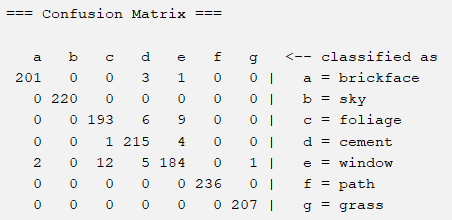 === Confusion Matrix ===
a b c d e f g <-- classified as
201 0 0 3 1 0 0 | a = brickface
0 220 0 0 0 0 0 | b = sky
0 0 193 6 9 0 0 | c = foliage
0 0 1 215 4 0 0 | d = cement
2 0 12 5 184 0 1 | e = window
0 0 0 0 0 236 0 | f = path
0 0 0 0 0 0 207 | g = grass